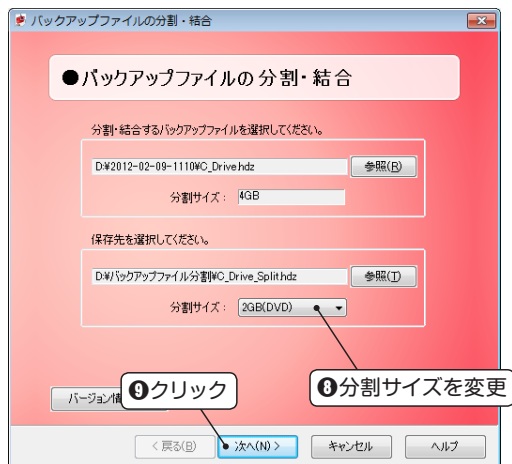 バックアップファイルの分割・結合
●バックアップファイルの分割・結合
分割・結合するバックアップファイルを選択してください。
D:¥2012-02-09-1110¥C_Drive.hdz
参照(R)
分割サイズ： 4GB
保存先を選択してください。
D:¥バックアップファイル分割¥C_Drive_Split.hdz
参照(T)
分割サイズ： 2GB(DVD)
❽分割サイズを変更
バージョン情
❾クリック
< 戻る(B)
次へ(N) >
キャンセル
ヘルプ